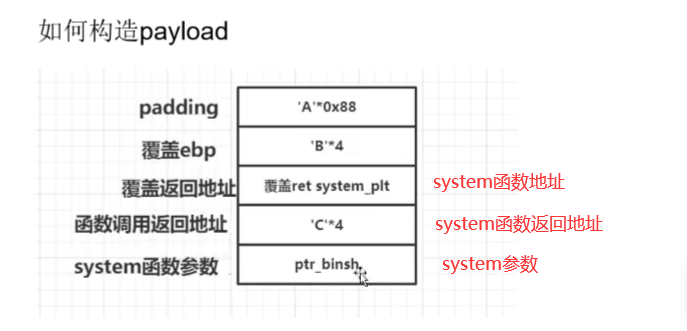 如何构造payload
padding 'A'*0x88
覆盖ebp 'B'*4
覆盖返回地址 覆盖ret system_plt system函数地址
函数调用返回地址 'C'*4 system函数返回地址
system函数参数 ptr_binsh system参数